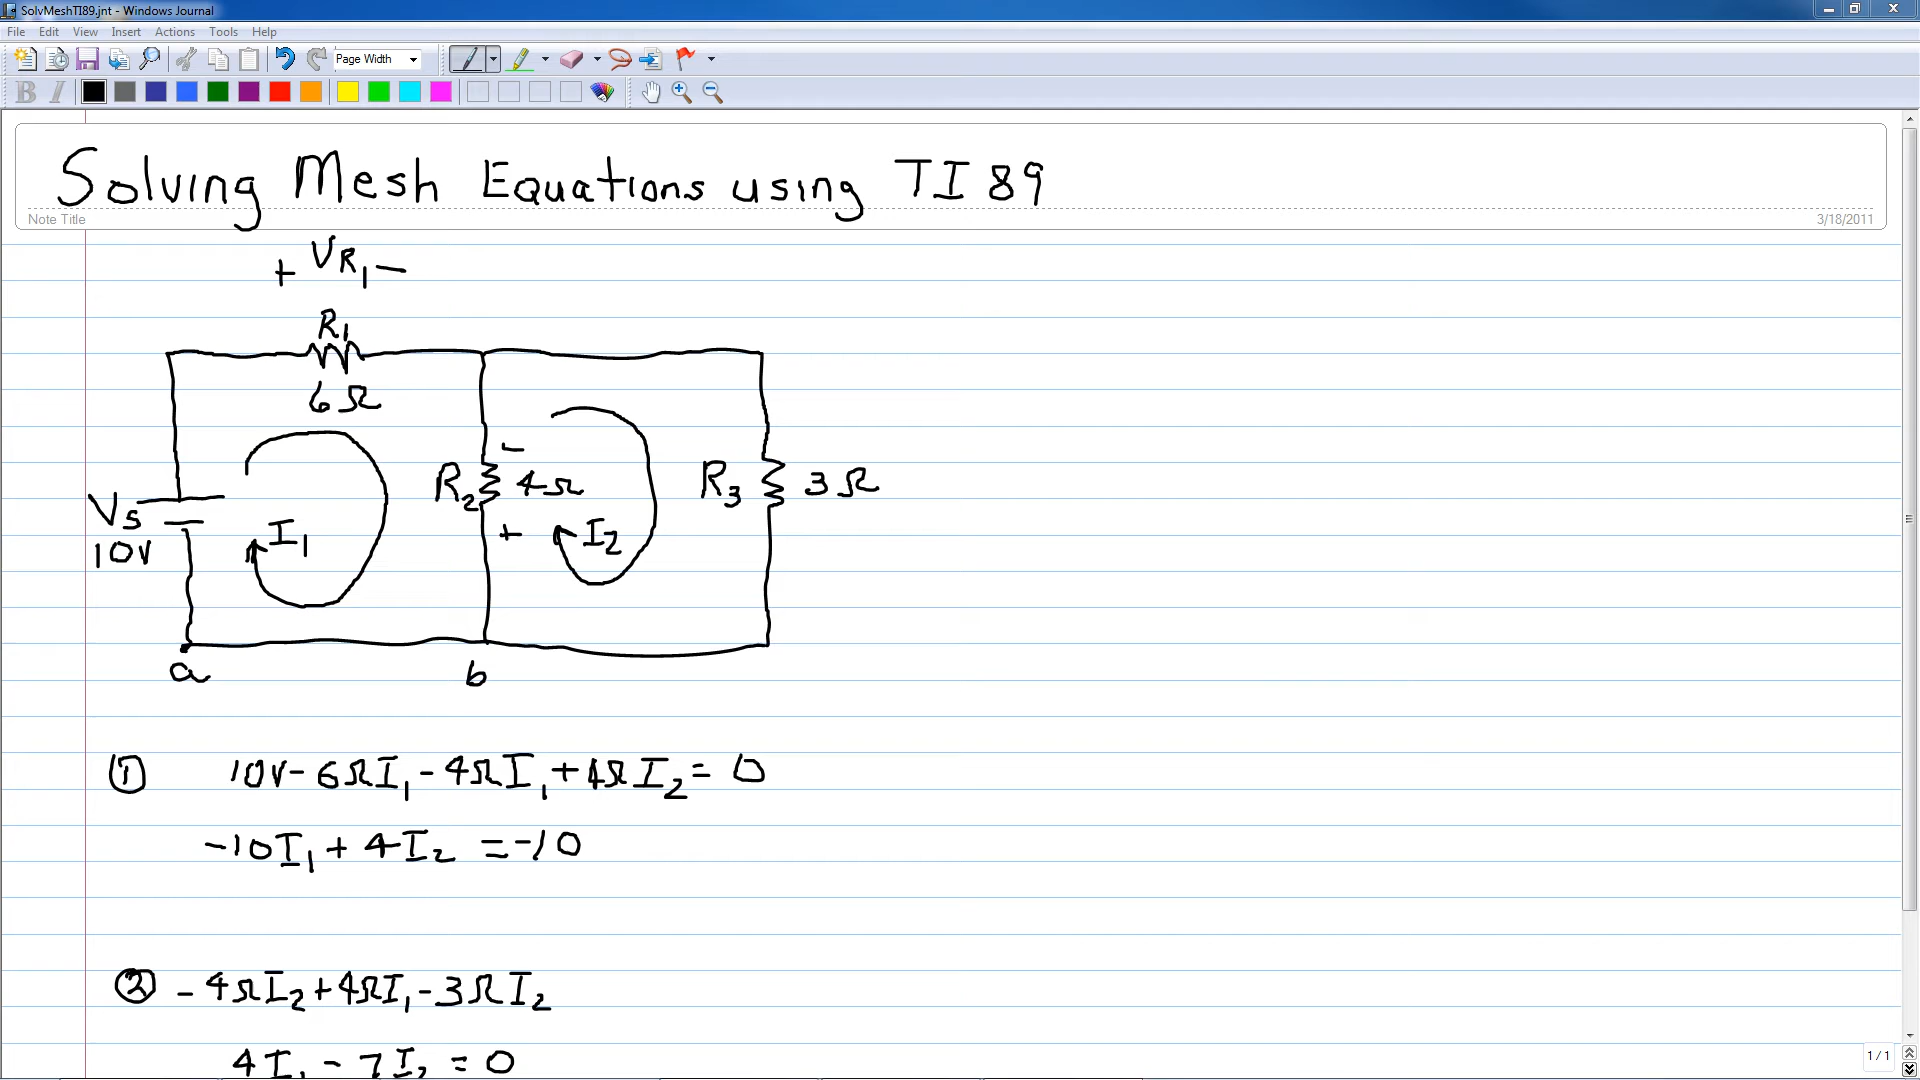 SolvMeshTI89.jnt - Windows Journal
File Edit View Insert Actions Tools Help
Page Width
B I
Solving Mesh Equations using TI 89
Note Title
3/18/2011
+ VR1 -
R1
6Ω
-
R2 4Ω
+
R3 3Ω
Vs
10V
I1
I2
a
b
① 10V-6ΩI1-4ΩI1+4ΩI2= 0
-10I1+4I2 =-10
② -4ΩI2+4ΩI1-3ΩI2
4I1 - 7I2 = 0
1 / 1